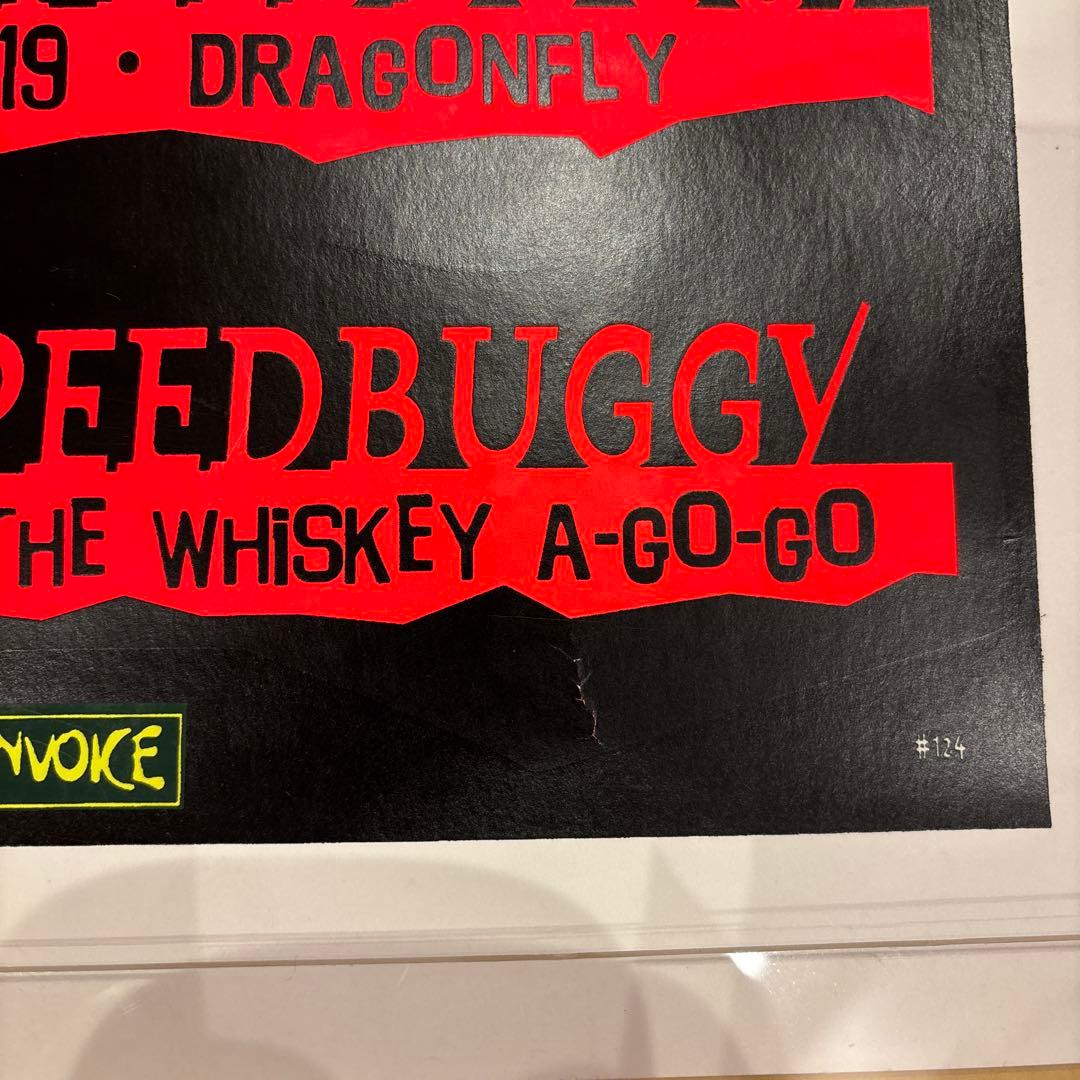 19 • DRAGONFLY
PEEDBUGGY
THE WHiSKEY A-GO-GO
NVOKE
#124